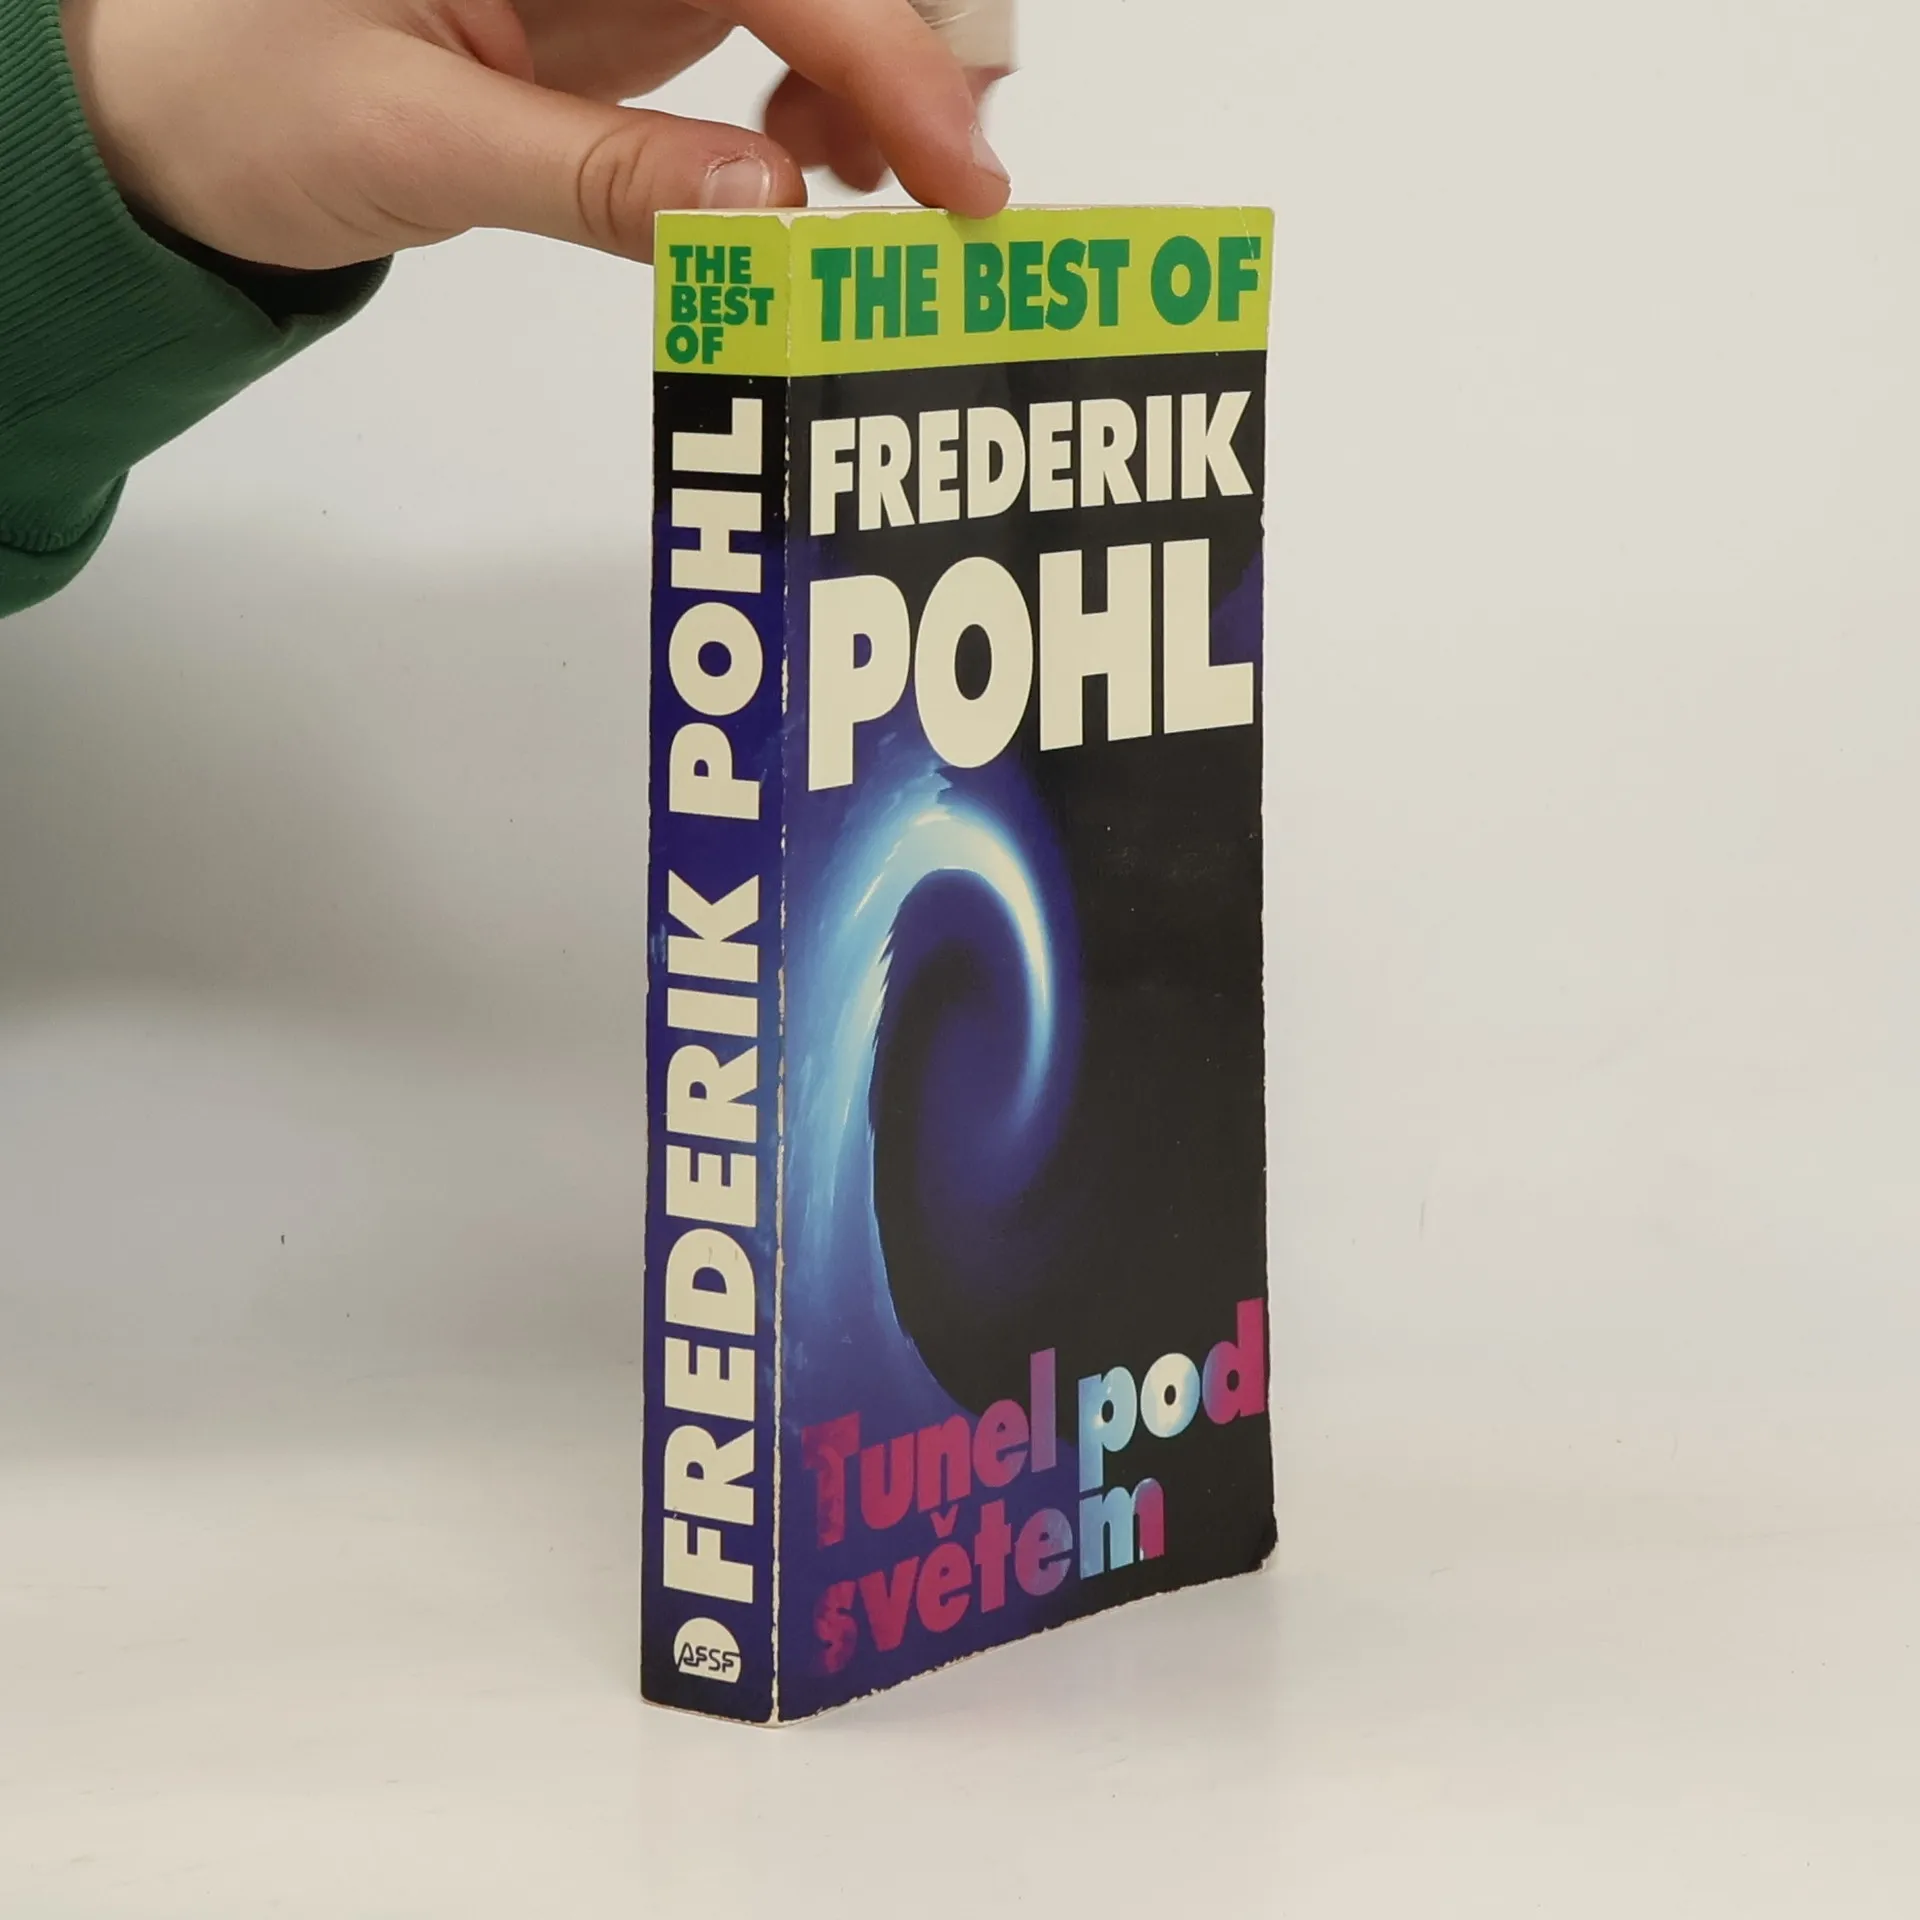 THE
BEST
OF
FREDERIK POHL
AFSF
THE BEST OF
FREDERIK
POHL
Tunel pod
světem